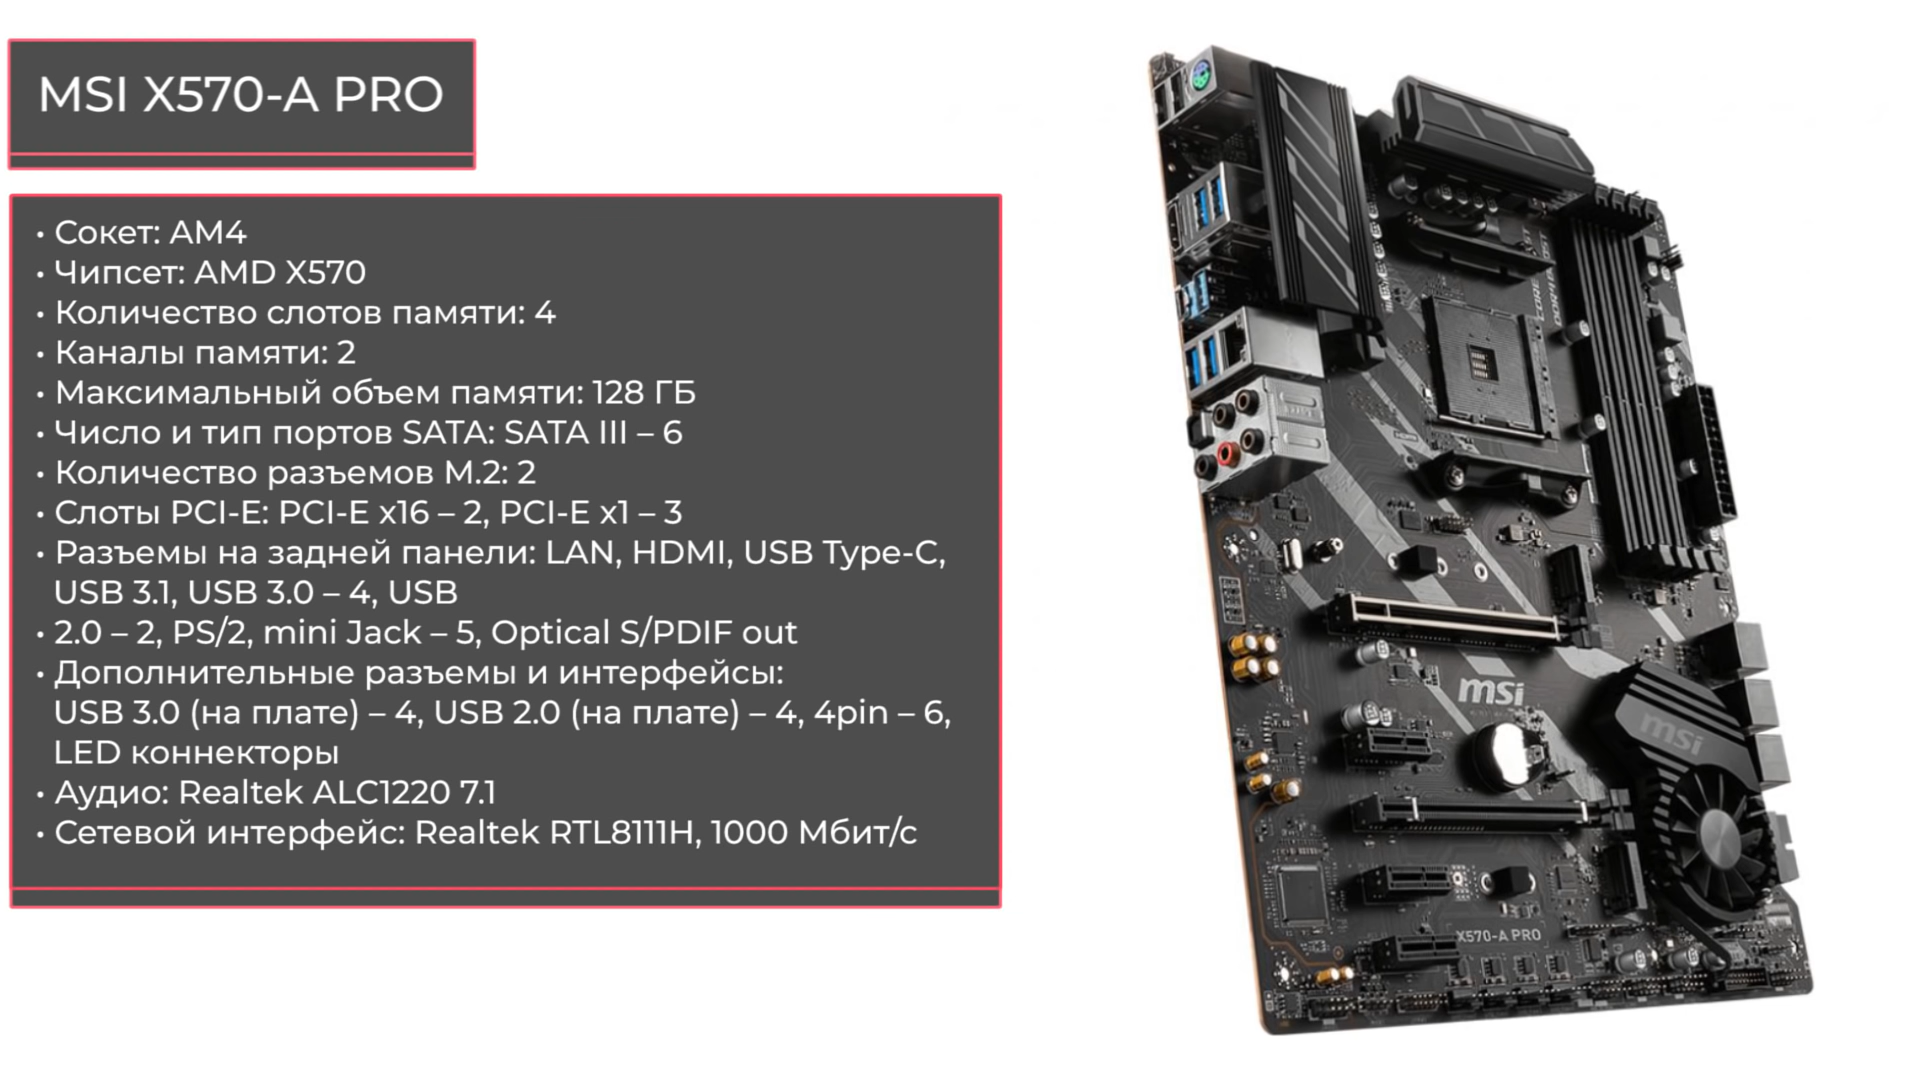 MSI X570-A PRO
• Сокет: AM4
• Чипсет: AMD X570
• Количество слотов памяти: 4
• Каналы памяти: 2
• Максимальный объем памяти: 128 ГБ
• Число и тип портов SATA: SATA III – 6
• Количество разъемов M.2: 2
• Слоты PCI-E: PCI-E x16 – 2, PCI-E x1 – 3
• Разъемы на задней панели: LAN, HDMI, USB Type-C,
USB 3.1, USB 3.0 – 4, USB
• 2.0 – 2, PS/2, mini Jack – 5, Optical S/PDIF out
• Дополнительные разъемы и интерфейсы:
USB 3.0 (на плате) – 4, USB 2.0 (на плате) – 4, 4pin – 6,
LED коннекторы
• Аудио: Realtek ALC1220 7.1
• Сетевой интерфейс: Realtek RTL8111H, 1000 Мбит/с
CORE
DDR4
msi
msi
X570-A PRO